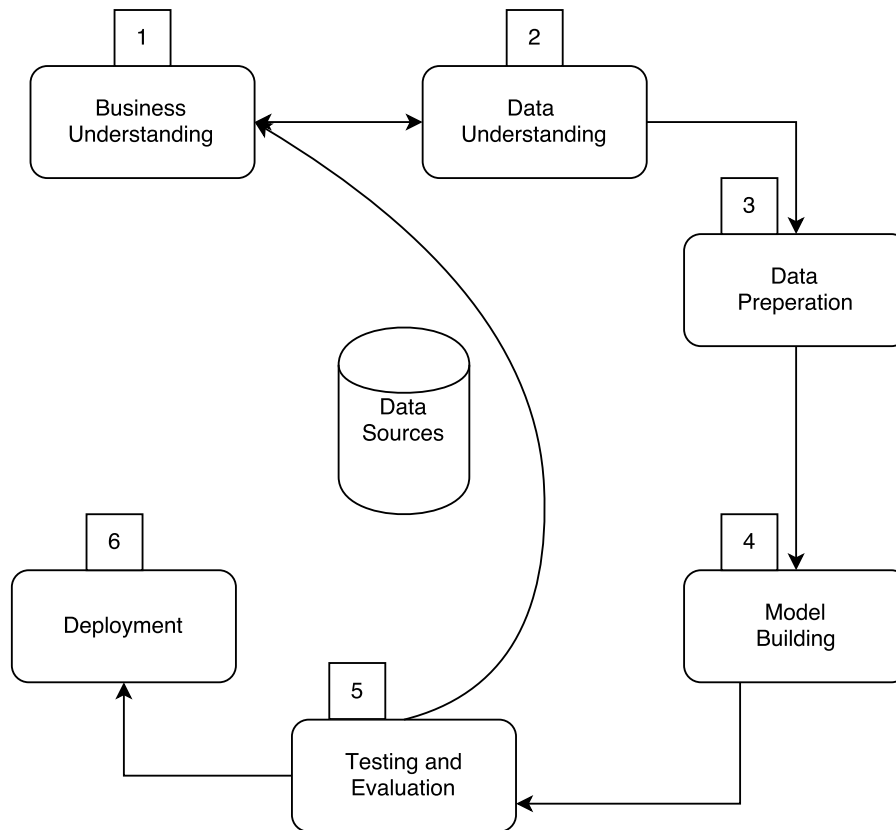 1
Business
Understanding
2
Data
Understanding
3
Data
Preperation
Data
Sources
4
Model
Building
5
Testing and
Evaluation
6
Deployment